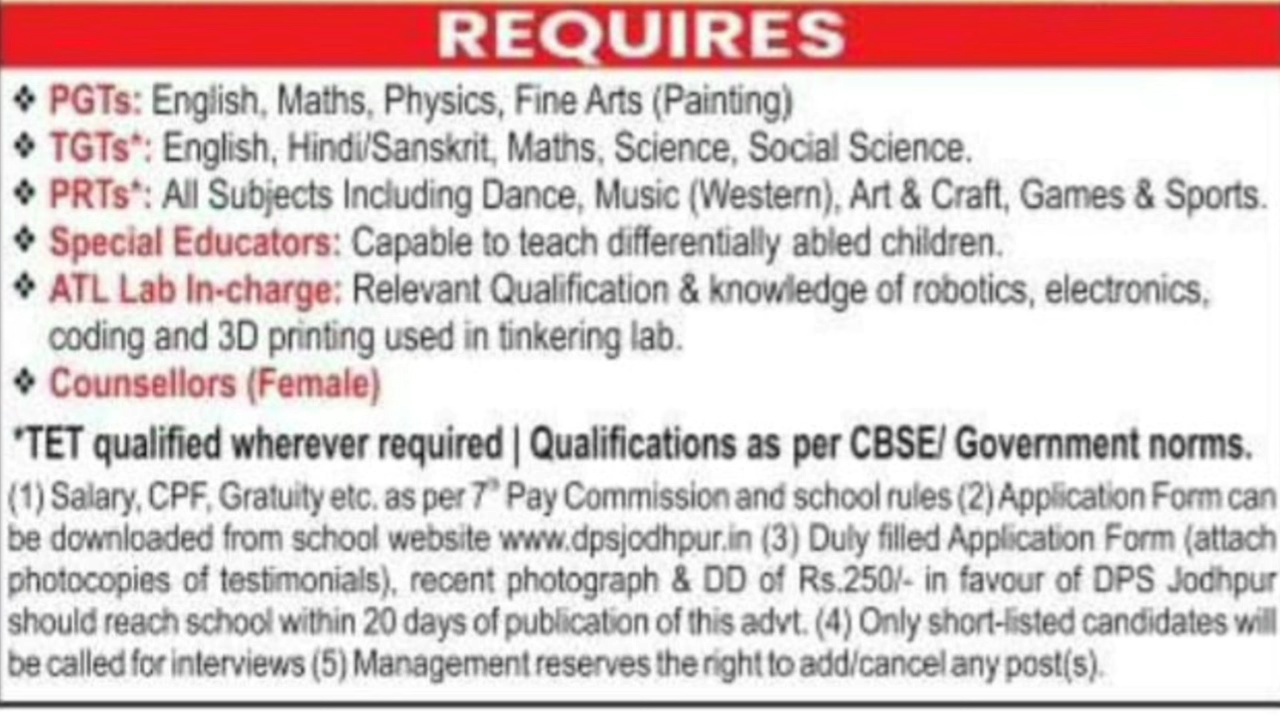 REQUIRES
❖ PGTs: English, Maths, Physics, Fine Arts (Painting)
❖ TGTs*: English, Hindi/Sanskrit, Maths, Science, Social Science.
❖ PRTs*: All Subjects Including Dance, Music (Western), Art & Craft, Games & Sports.
❖ Special Educators: Capable to teach differentially abled children.
❖ ATL Lab In-charge: Relevant Qualification & knowledge of robotics, electronics,
coding and 3D printing used in tinkering lab.
❖ Counsellors (Female)
*TET qualified wherever required | Qualifications as per CBSE/ Government norms.
(1) Salary, CPF, Gratuity etc. as per 7th Pay Commission and school rules (2) Application Form can
be downloaded from school website www.dpsjodhpur.in (3) Duly filled Application Form (attach
photocopies of testimonials), recent photograph & DD of Rs.250/- in favour of DPS Jodhpur
should reach school within 20 days of publication of this advt. (4) Only short-listed candidates will
be called for interviews (5) Management reserves the right to add/cancel any post(s).